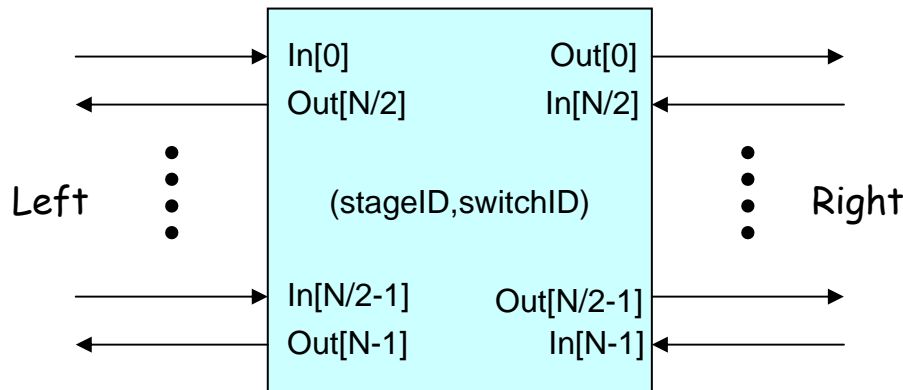 In[0] Out[0]
Out[N/2] In[N/2]
Left (stageID,switchID) Right
In[N/2-1] Out[N/2-1]
Out[N-1] In[N-1]